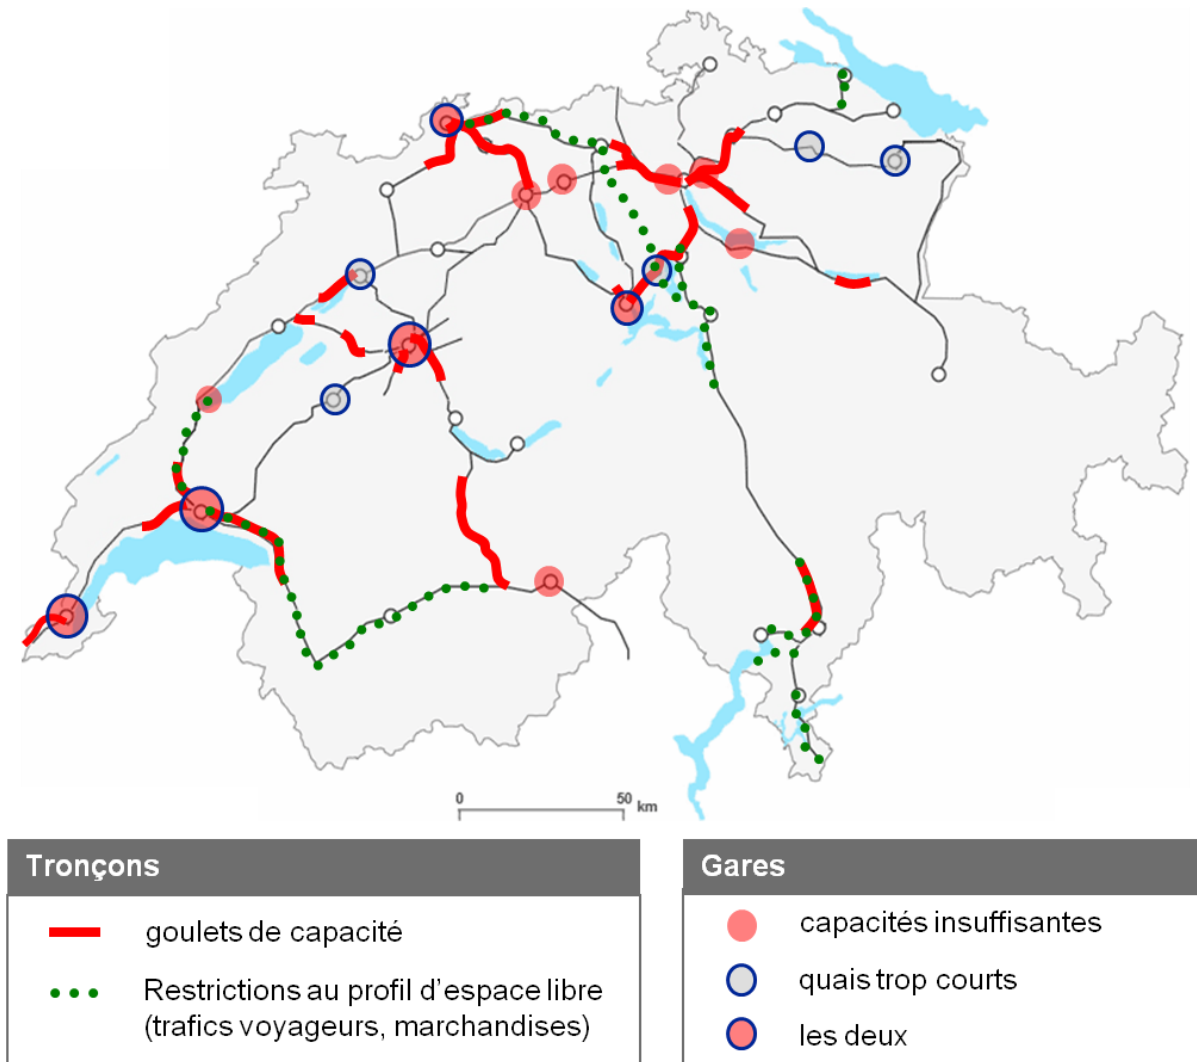 0 50 km
Tronçons
goulets de capacité
Restrictions au profil d'espace libre
(trafics voyageurs, marchandises)
Gares
capacités insuffisantes
quais trop courts
les deux